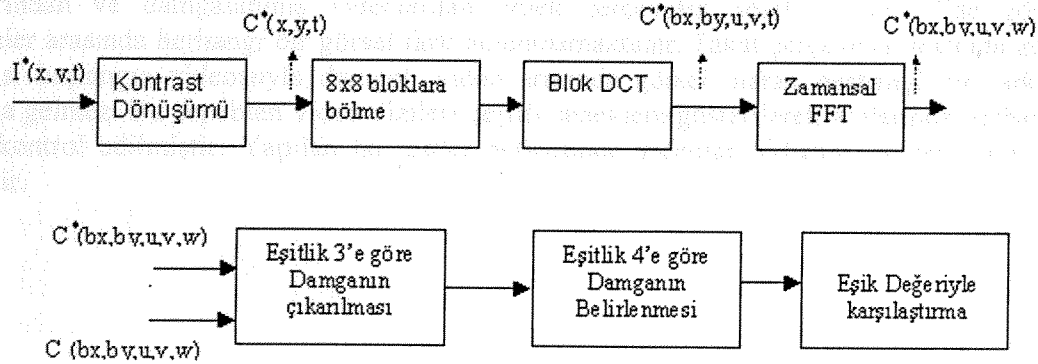 C*(x,y,t)
C*(bx,by,u,v,t)
C*(bx,by,u,v,w)
I*(x,y,t)
Kontrast
Dönüşümü
8x8 bloklara
bölme
Blok DCT
Zamansal
FFT
C*(bx,by,u,v,w)
Eşitlik 3'e göre
Damganın
çıkarılması
Eşitlik 4'e göre
Damganın
Belirlenmesi
Eşik Değeriyle
karşılaştırma
C (bx,by,u,v,w)